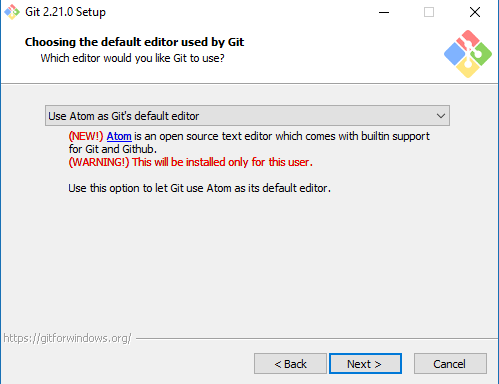 Git 2.21.0 Setup
Choosing the default editor used by Git
Which editor would you like Git to use?
Use Atom as Git's default editor
(NEW!) Atom is an open source text editor which comes with builtin support
for Git and Github.
(WARNING!) This will be installed only for this user.
Use this option to let Git use Atom as its default editor.
https://gitforwindows.org/
< Back
Next >
Cancel